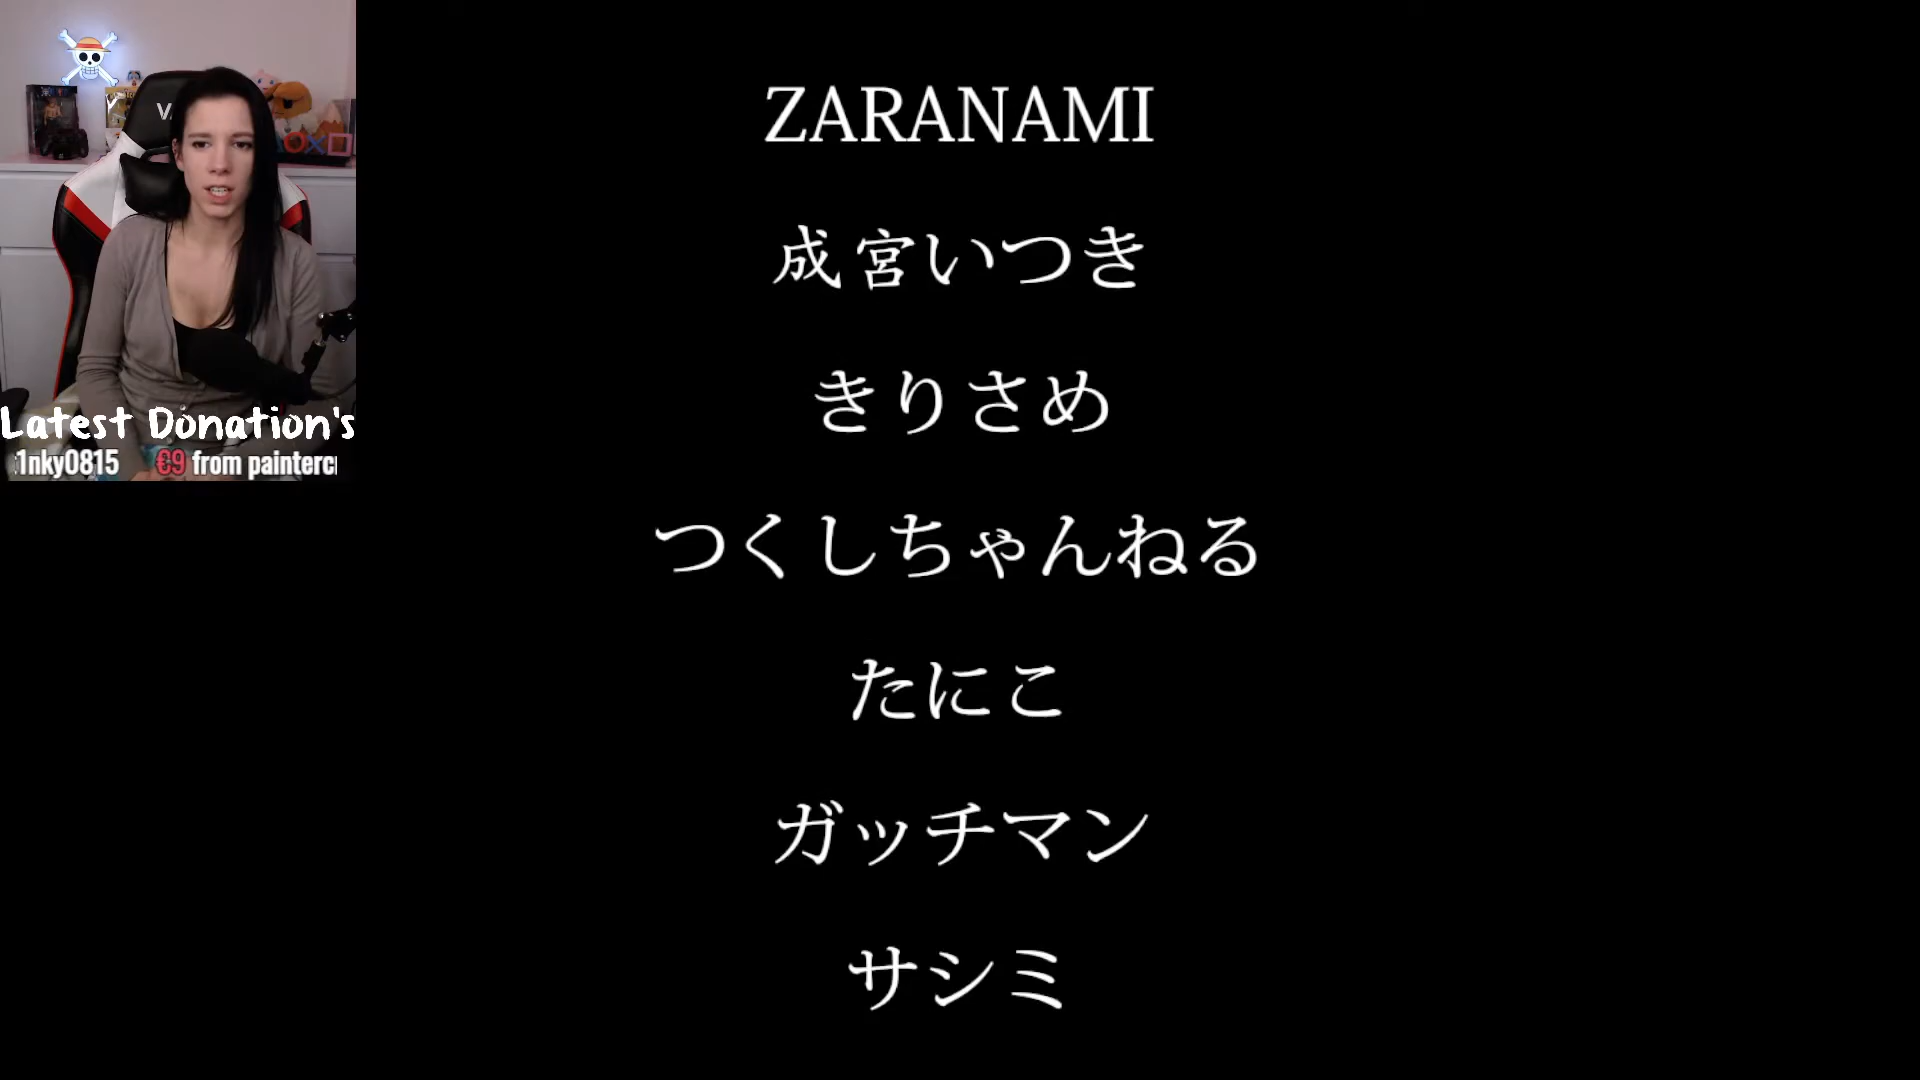 Latest Donation's
1nky0815 €9 from painterc
ZARANAMI
成宮いつき
きりさめ
つくしちゃんねる
たにこ
ガッチマン
サシミ